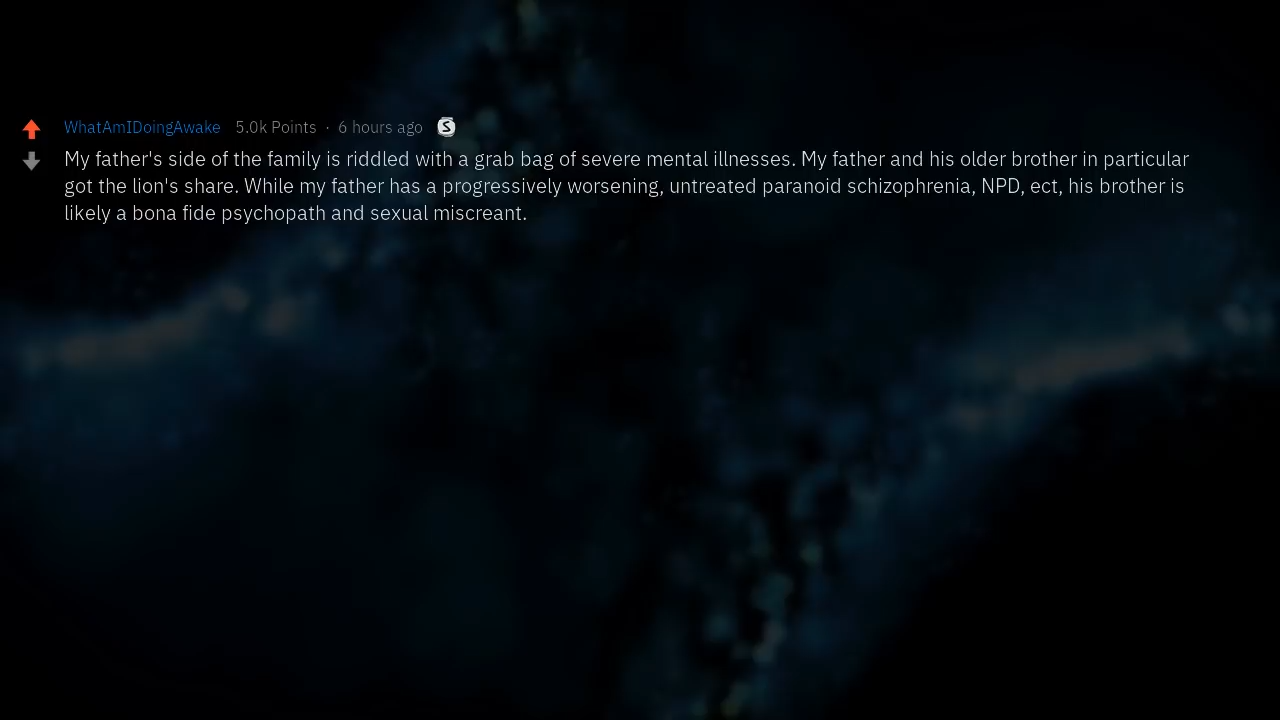 WhatAmIDoingAwake 5.0k Points · 6 hours ago S
My father's side of the family is riddled with a grab bag of severe mental illnesses. My father and his older brother in particular
got the lion's share. While my father has a progressively worsening, untreated paranoid schizophrenia, NPD, ect, his brother is
likely a bona fide psychopath and sexual miscreant.